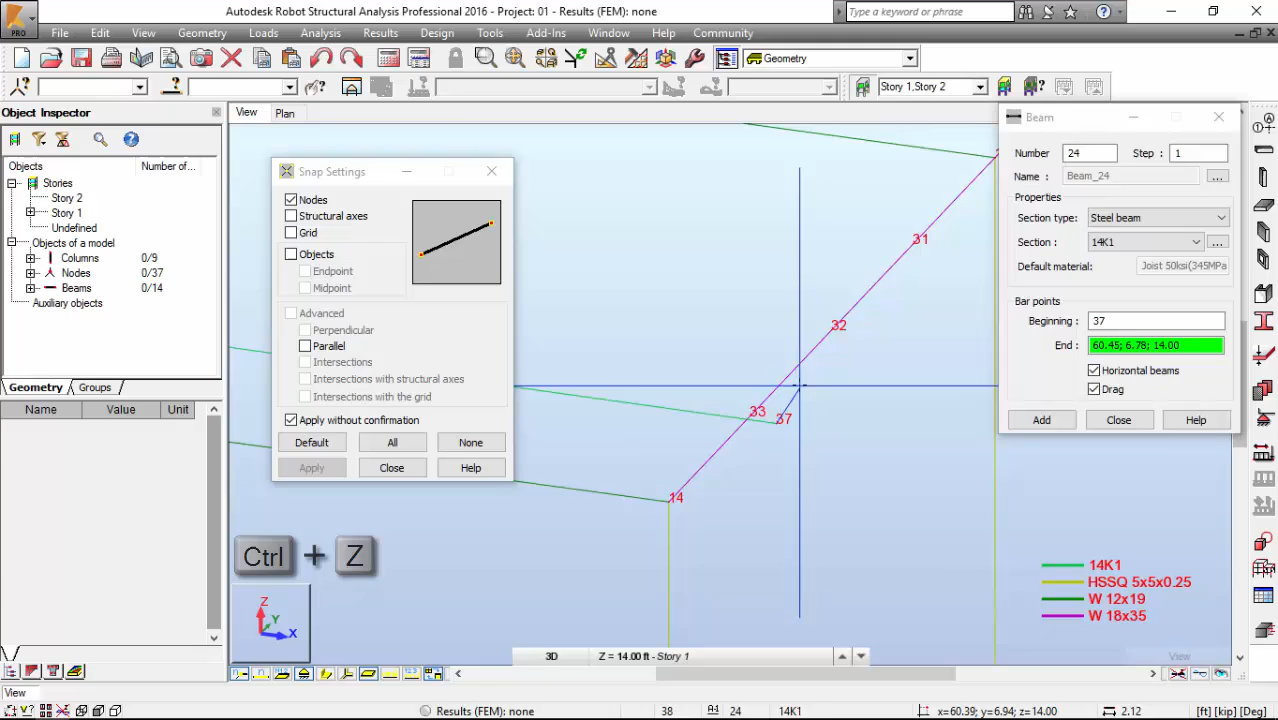 PRO
Autodesk Robot Structural Analysis Professional 2016 - Project: 01 - Results (FEM): none
Type a keyword or phrase
File Edit View Geometry Loads Analysis Results Design Tools Add-Ins Window Help Community
Geometry
Story 1,Story 2
Object Inspector
Objects Number of...
Stories
Story 2
Story 1
Undefined
Objects of a model
Columns 0/9
Nodes 0/37
Beams 0/14
Auxiliary objects
Geometry Groups
Name Value Unit
View
View Plan
Snap Settings
Nodes
Structural axes
Grid
Objects
Endpoint
Midpoint
Advanced
Perpendicular
Parallel
Intersections
Intersections with structural axes
Intersections with the grid
Apply without confirmation
Default All None
Apply Close Help
31
32
33
37
14
Ctrl + Z
Z
Y
X
14K1
HSSQ 5x5x0.25
W 12x19
W 18x35
3D Z = 14.00 ft - Story 1
View
Beam
Number 24 Step : 1
Name : Beam_24 ...
Properties
Section type: Steel beam
Section : 14K1 ...
Default material: Joist 50ksi(345MPa
Bar points
Beginning : 37
End : 60.45; 6.78; 14.00
Horizontal beams
Drag
Add Close Help
Results (FEM): none 38 24 14K1 x=60.39; y=6.94; z=14.00 2.12 [ft] [kip] [Deg]